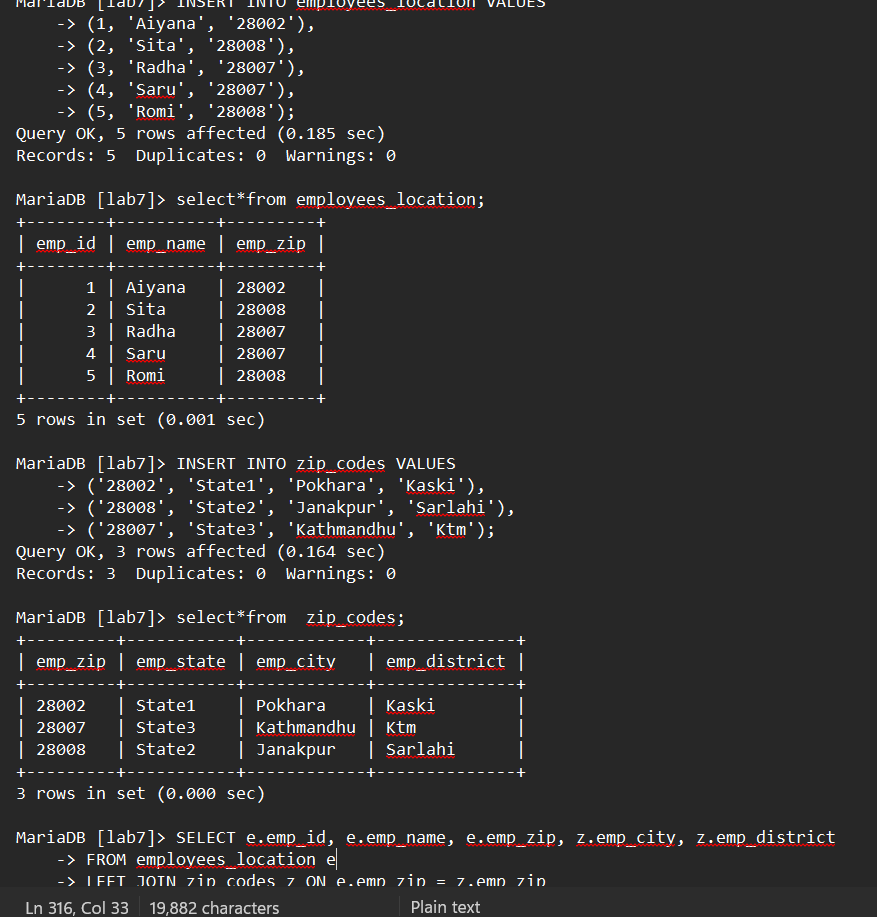 MariaDB [lab7]> INSERT INTO employees_location VALUES
    -> (1, 'Aiyana', '28002'),
    -> (2, 'Sita', '28008'),
    -> (3, 'Radha', '28007'),
    -> (4, 'Saru', '28007'),
    -> (5, 'Romi', '28008');
Query OK, 5 rows affected (0.185 sec)
Records: 5  Duplicates: 0  Warnings: 0

MariaDB [lab7]> select*from employees_location;
+--------+----------+---------+
| emp_id | emp_name | emp_zip |
+--------+----------+---------+
|      1 | Aiyana   | 28002   |
|      2 | Sita     | 28008   |
|      3 | Radha    | 28007   |
|      4 | Saru     | 28007   |
|      5 | Romi     | 28008   |
+--------+----------+---------+
5 rows in set (0.001 sec)

MariaDB [lab7]> INSERT INTO zip_codes VALUES
    -> ('28002', 'State1', 'Pokhara', 'Kaski'),
    -> ('28008', 'State2', 'Janakpur', 'Sarlahi'),
    -> ('28007', 'State3', 'Kathmandhu', 'Ktm');
Query OK, 3 rows affected (0.164 sec)
Records: 3  Duplicates: 0  Warnings: 0

MariaDB [lab7]> select*from  zip_codes;
+---------+-----------+------------+--------------+
| emp_zip | emp_state | emp_city   | emp_district |
+---------+-----------+------------+--------------+
| 28002   | State1    | Pokhara    | Kaski        |
| 28007   | State3    | Kathmandhu | Ktm          |
| 28008   | State2    | Janakpur   | Sarlahi      |
+---------+-----------+------------+--------------+
3 rows in set (0.000 sec)

MariaDB [lab7]> SELECT e.emp_id, e.emp_name, e.emp_zip, z.emp_city, z.emp_district
    -> FROM employees_location e
    -> LEFT JOIN zip_codes z ON e.emp_zip = z.emp_zip
Ln 316, Col 33  19,882 characters  Plain text